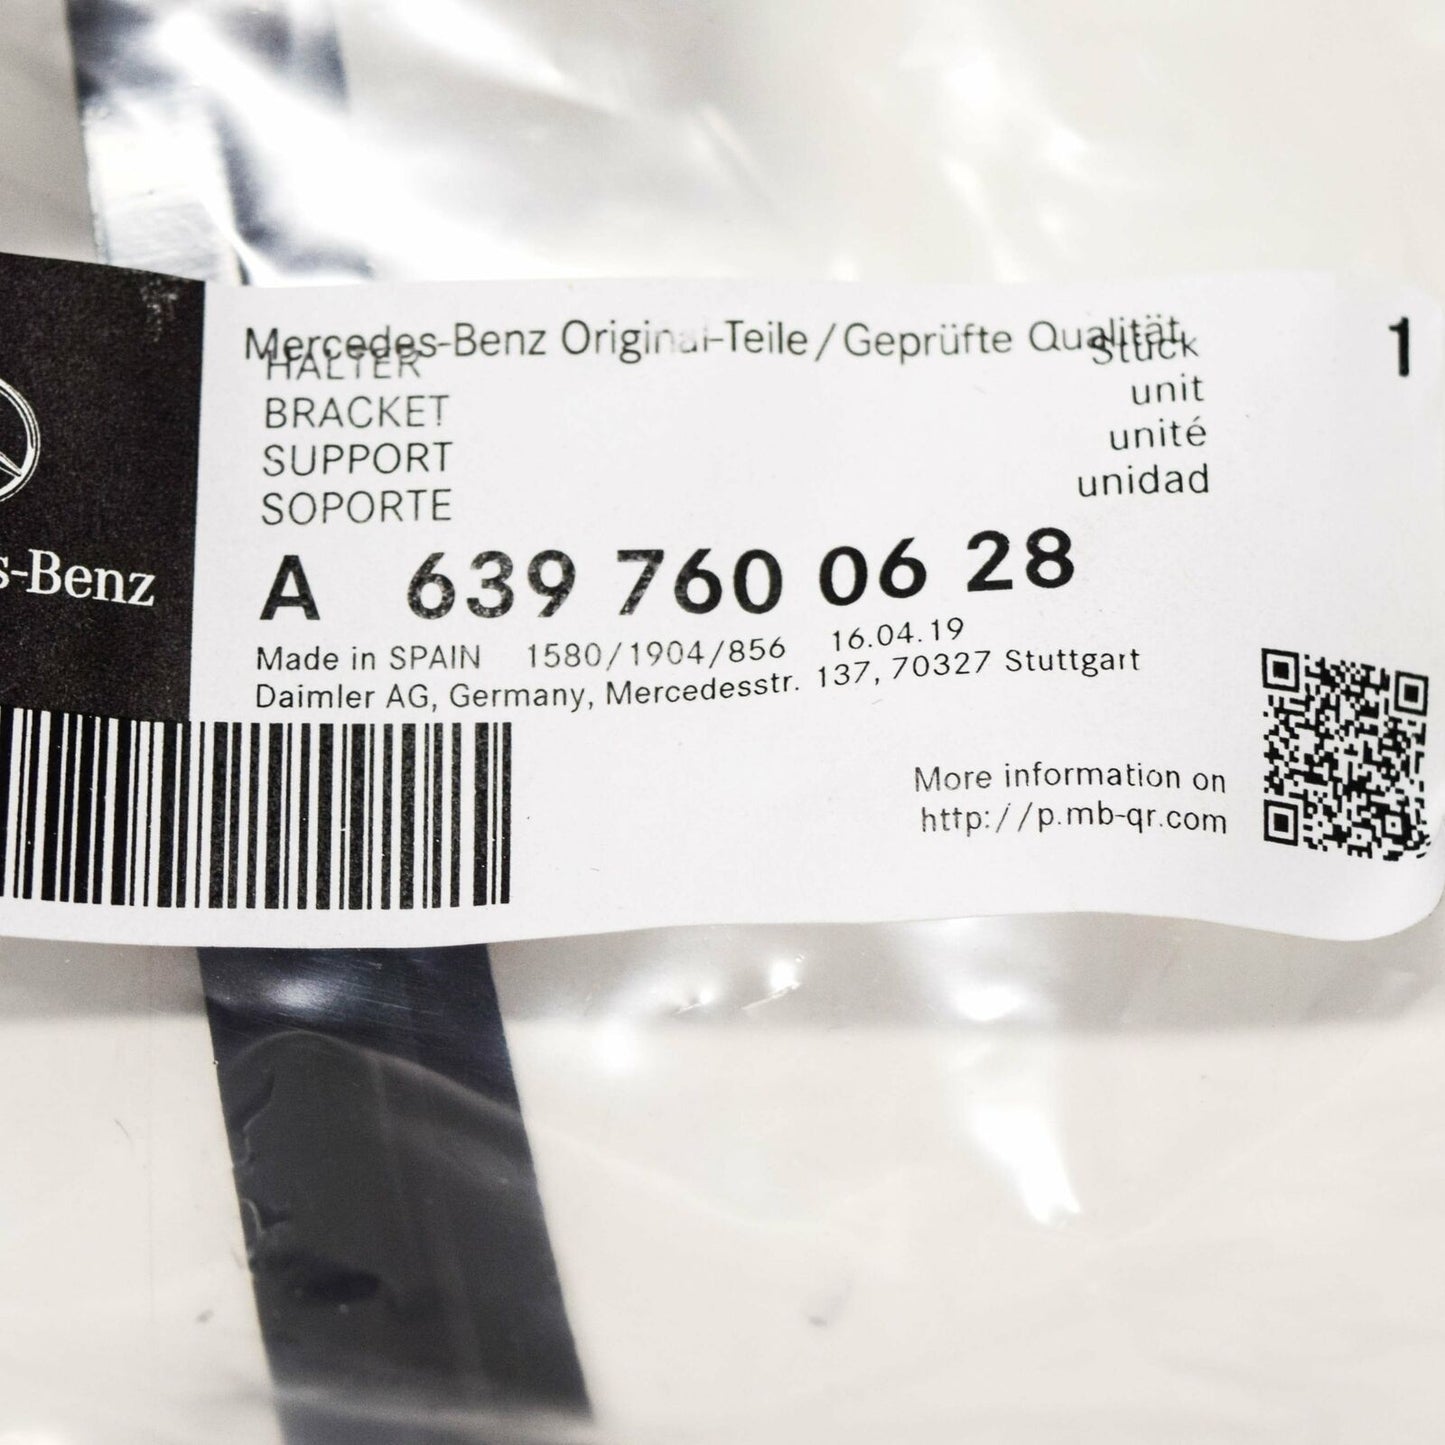 Mercedes-Benz Original-Teile/Geprüfte Qualität
HALTER
BRACKET
SUPPORT
SOPORTE
Stück
unit
unité
unidad
1
s-Benz
A 639 760 06 28
Made in SPAIN 1580/1904/856 16.04.19
Daimler AG, Germany, Mercedesstr. 137, 70327 Stuttgart
More information on
http://p.mb-qr.com